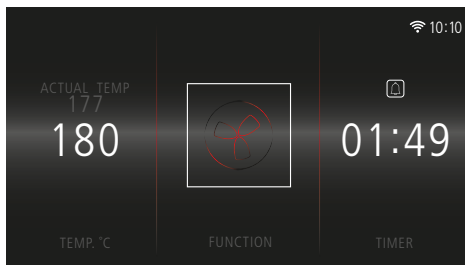 10:10
ACTUAL TEMP
177
180
01:49
TEMP. °C
FUNCTION
TIMER